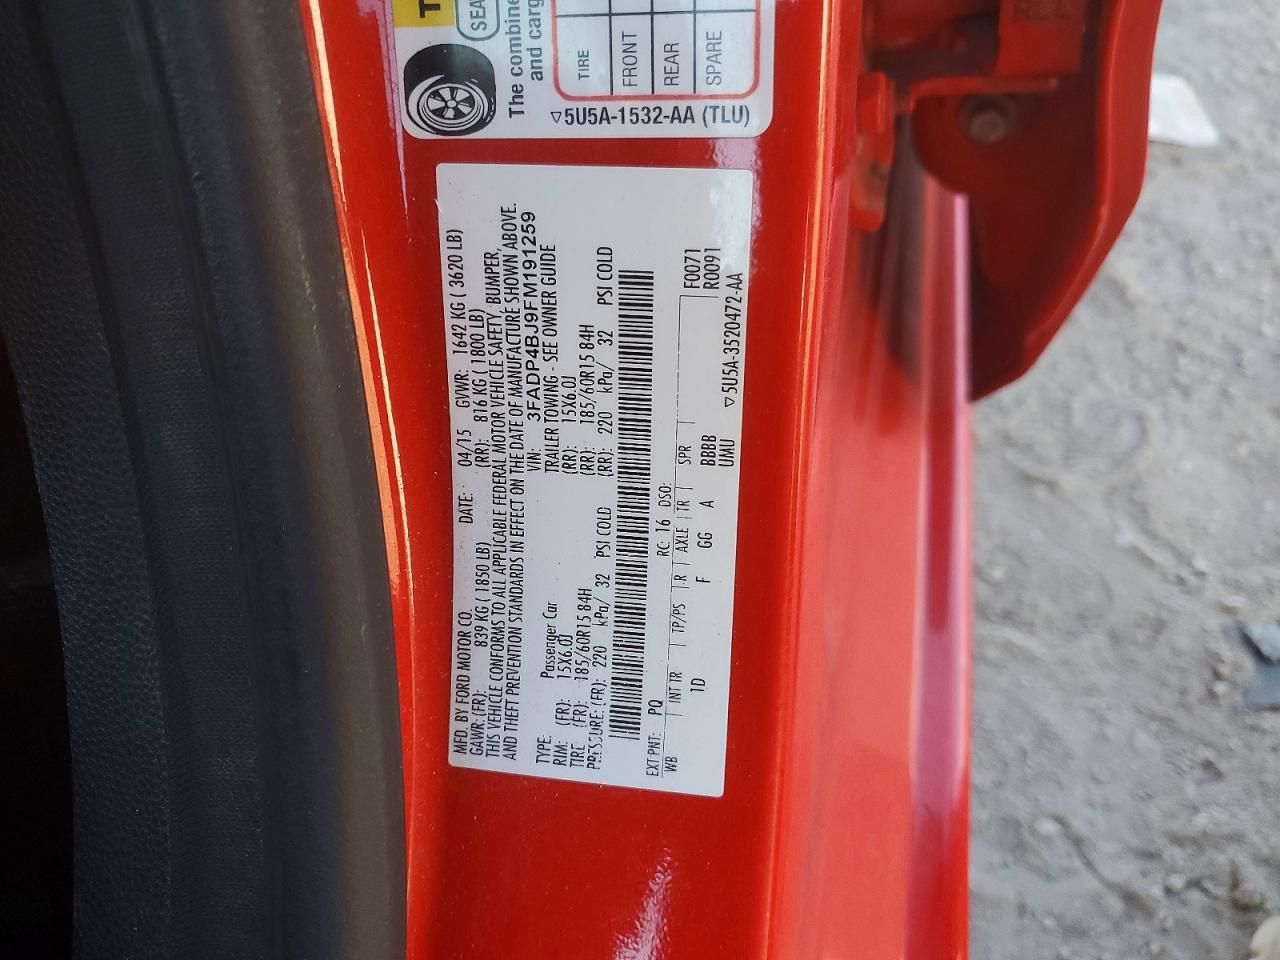 T
SEA
The combine
and carg
TIRE
FRONT
REAR
SPARE
▽5U5A-1532-AA (TLU)
MFD. BY FORD MOTOR CO. DATE: 04/15 GVWR: 1642 KG ( 3620 LB)
GAWR: (FR): 839 KG ( 1850 LB) (RR): 816 KG ( 1800 LB)
THIS VEHICLE CONFORMS TO ALL APPLICABLE FEDERAL MOTOR VEHICLE SAFETY, BUMPER,
AND THEFT PREVENTION STANDARDS IN EFFECT ON THE DATE OF MANUFACTURE SHOWN ABOVE.
VIN: 3FADP4BJ9FM191259
TYPE: Passenger Car TRAILER TOWING - SEE OWNER GUIDE
RIM: (FR): 15X6.0J (RR): 15X6.0J
TIRE: (FR): 185/60R15 84H (RR): 185/60R15 84H
PRESSURE: (FR): 220 kPa/ 32 PSI COLD (RR): 220 kPa/ 32 PSI COLD
EXT PNT: PQ RC: 16 DSO: F0071
WB INT TR TP/PS R AXLE TR SPR R0091
1D F GG A BBBB
UMU
▽5U5A-3520472-AA